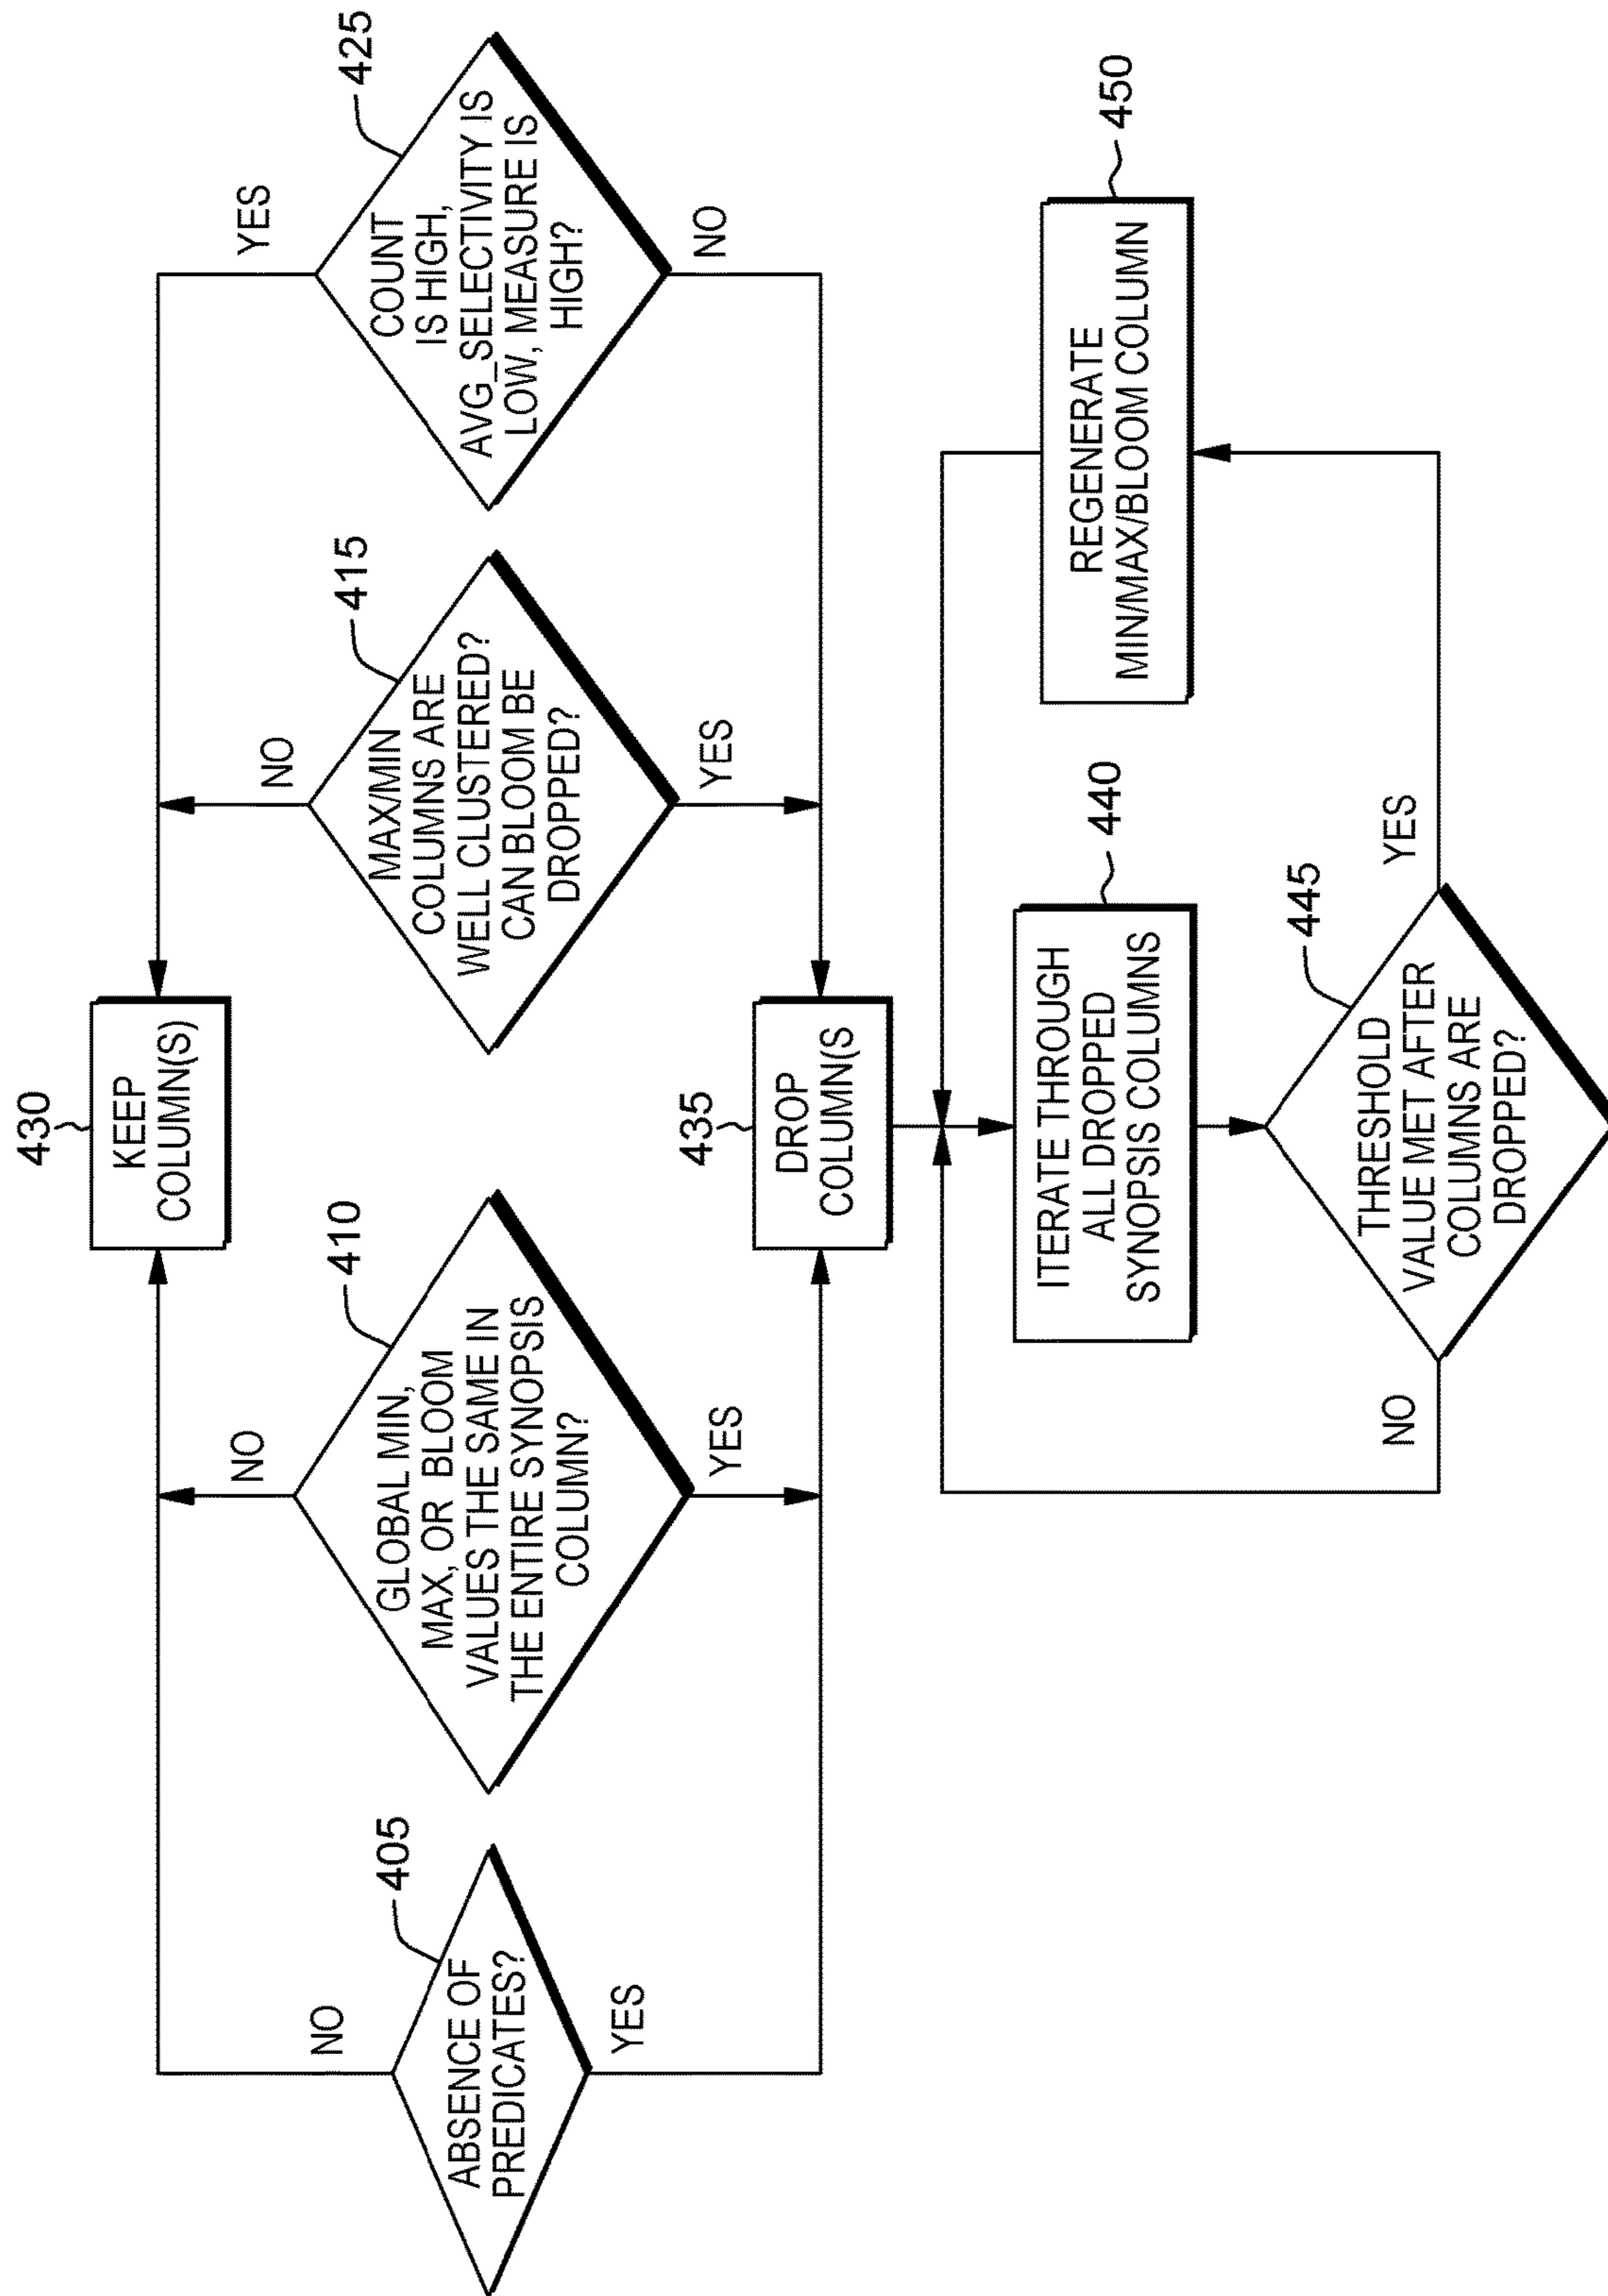 430
KEEP
COLUMN(S)
NO
NO
NO
YES
405
ABSENCE OF
PREDICATES?
410
GLOBAL MIN,
MAX, OR BLOOM
VALUES THE SAME IN
THE ENTIRE SYNOPSIS
COLUMN?
415
MAX/MIN
COLUMNS ARE
WELL CLUSTERED?
CAN BLOOM BE
DROPPED?
425
COUNT
IS HIGH,
AVG_SELECTIVITY IS
LOW, MEASURE IS
HIGH?
YES
YES
YES
NO
435
DROP
COLUMN(S
440
ITERATE THROUGH
ALL DROPPED
SYNOPSIS COLUMNS
450
REGENERATE
MIN/MAX/BLOOM COLUMN
445
THRESHOLD
VALUE MET AFTER
COLUMNS ARE
DROPPED?
NO
YES